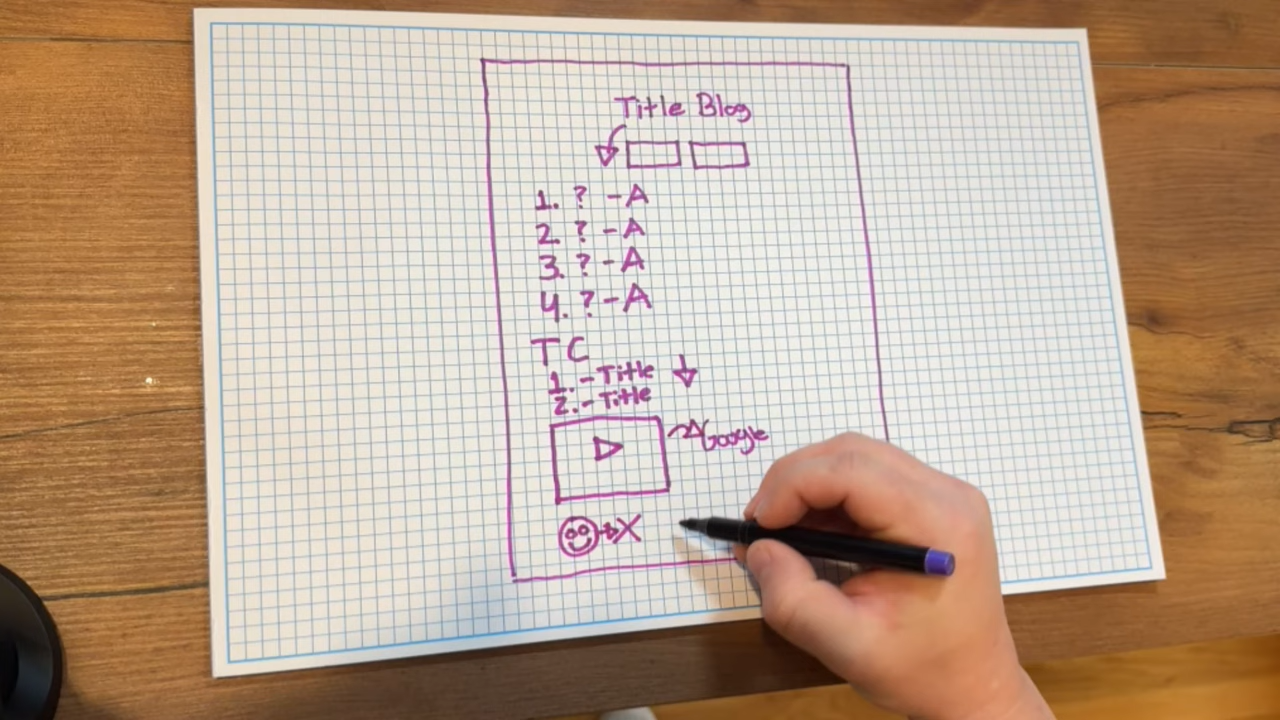 Title Blog
1. ? - A
2. ? - A
3. ? - A
4. ? - A
TC
1. - Title
2. - Title
Google
X